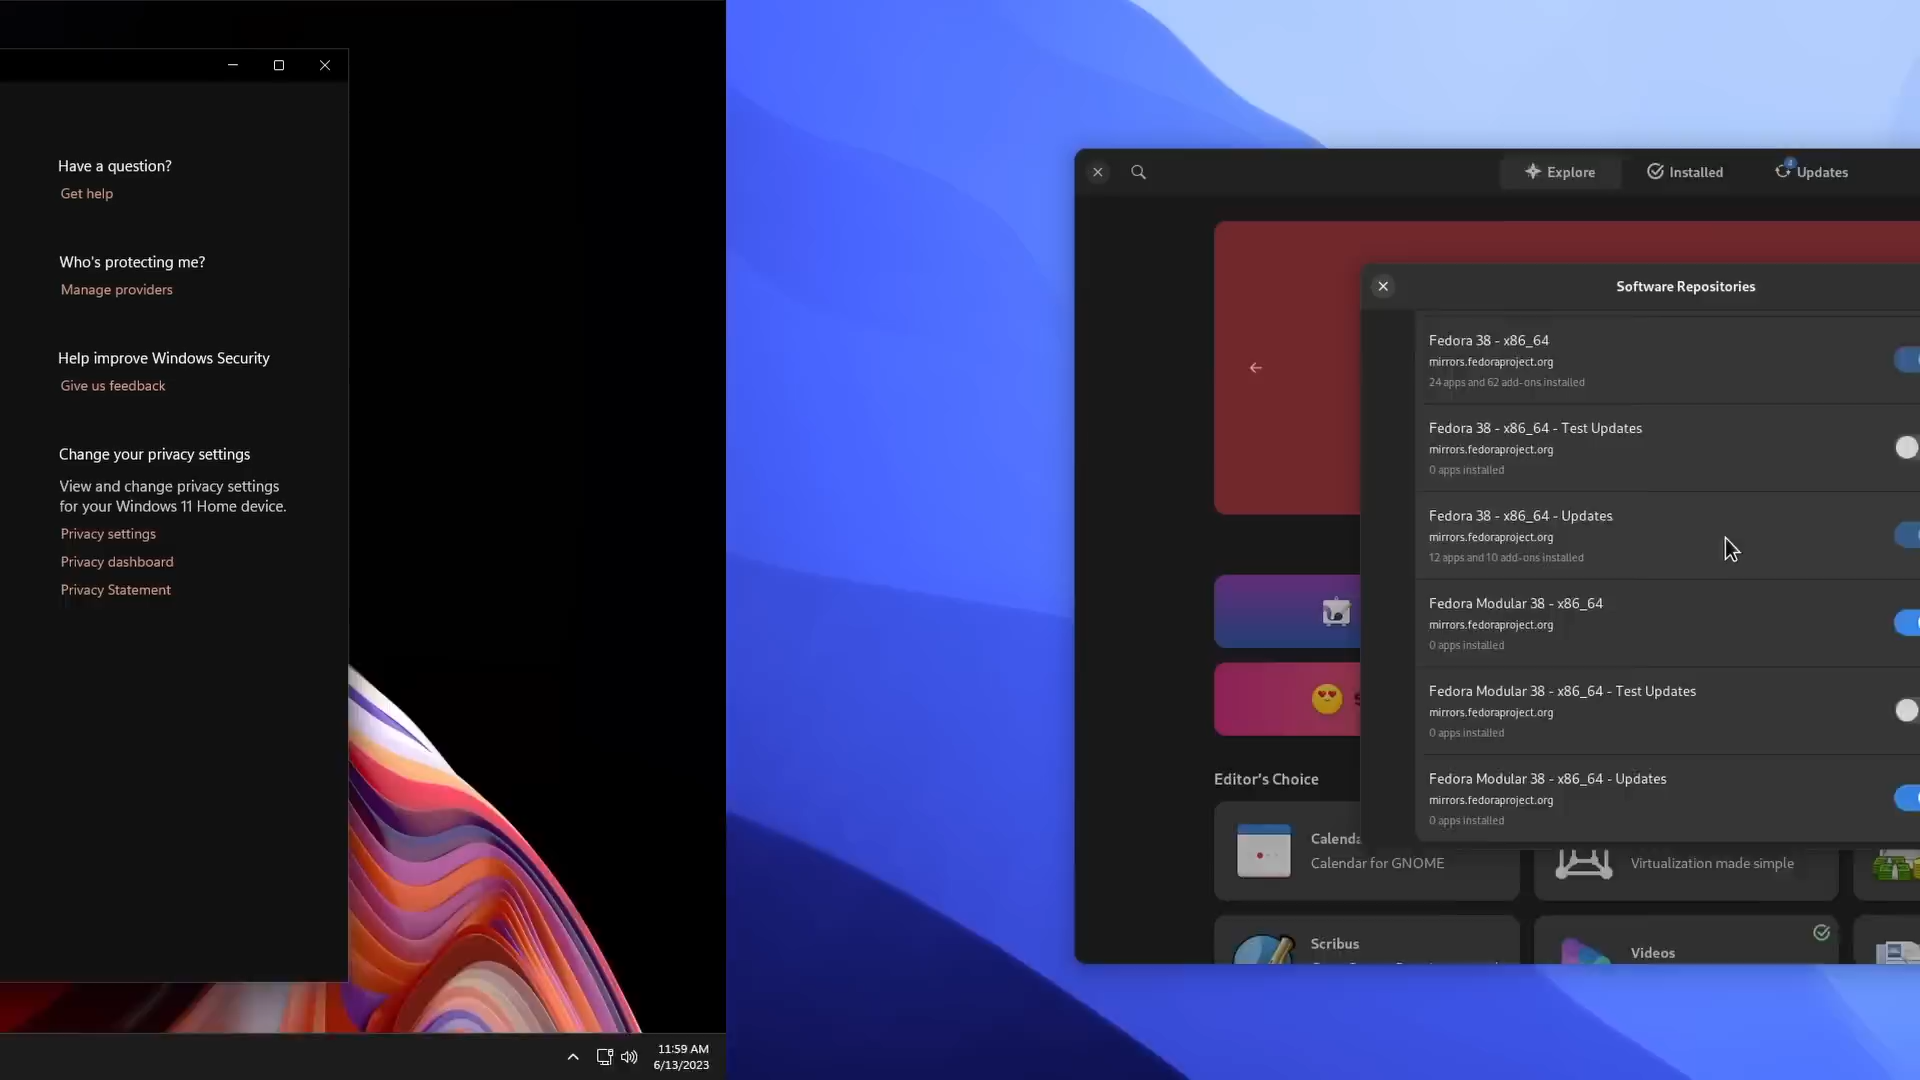 Have a question?
Get help
Who's protecting me?
Manage providers
Help improve Windows Security
Give us feedback
Change your privacy settings
View and change privacy settings
for your Windows 11 Home device.
Privacy settings
Privacy dashboard
Privacy Statement
11:59 AM
6/13/2023
Explore
Installed
Updates
Software Repositories
Fedora 38 - x86_64
mirrors.fedoraproject.org
24 apps and 62 add-ons installed
Fedora 38 - x86_64 - Test Updates
mirrors.fedoraproject.org
0 apps installed
Fedora 38 - x86_64 - Updates
mirrors.fedoraproject.org
12 apps and 10 add-ons installed
Fedora Modular 38 - x86_64
mirrors.fedoraproject.org
0 apps installed
Fedora Modular 38 - x86_64 - Test Updates
mirrors.fedoraproject.org
0 apps installed
Fedora Modular 38 - x86_64 - Updates
mirrors.fedoraproject.org
0 apps installed
Editor's Choice
Calenda
Calendar for GNOME
Virtualization made simple
Scribus
Videos